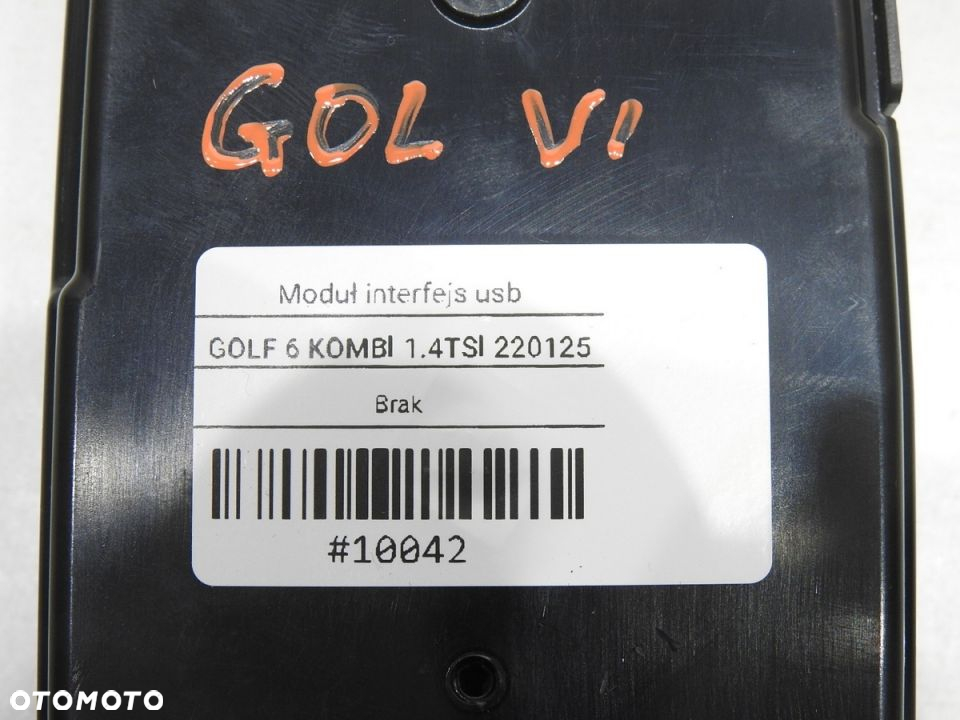 GOL VI
Moduł interfejs usb
GOLF 6 KOMBI 1.4TSI 220125
Brak
#10042
OTOMOTO